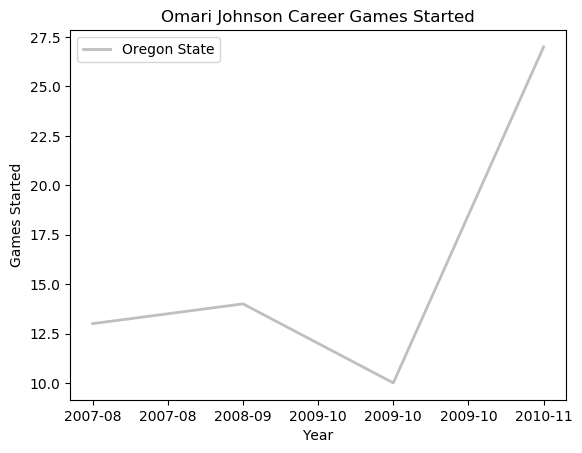 Omari Johnson Career Games Started
Oregon State
Games Started
27.5
25.0
22.5
20.0
17.5
15.0
12.5
10.0
2007-08 2007-08 2008-09 2009-10 2009-10 2009-10 2010-11
Year